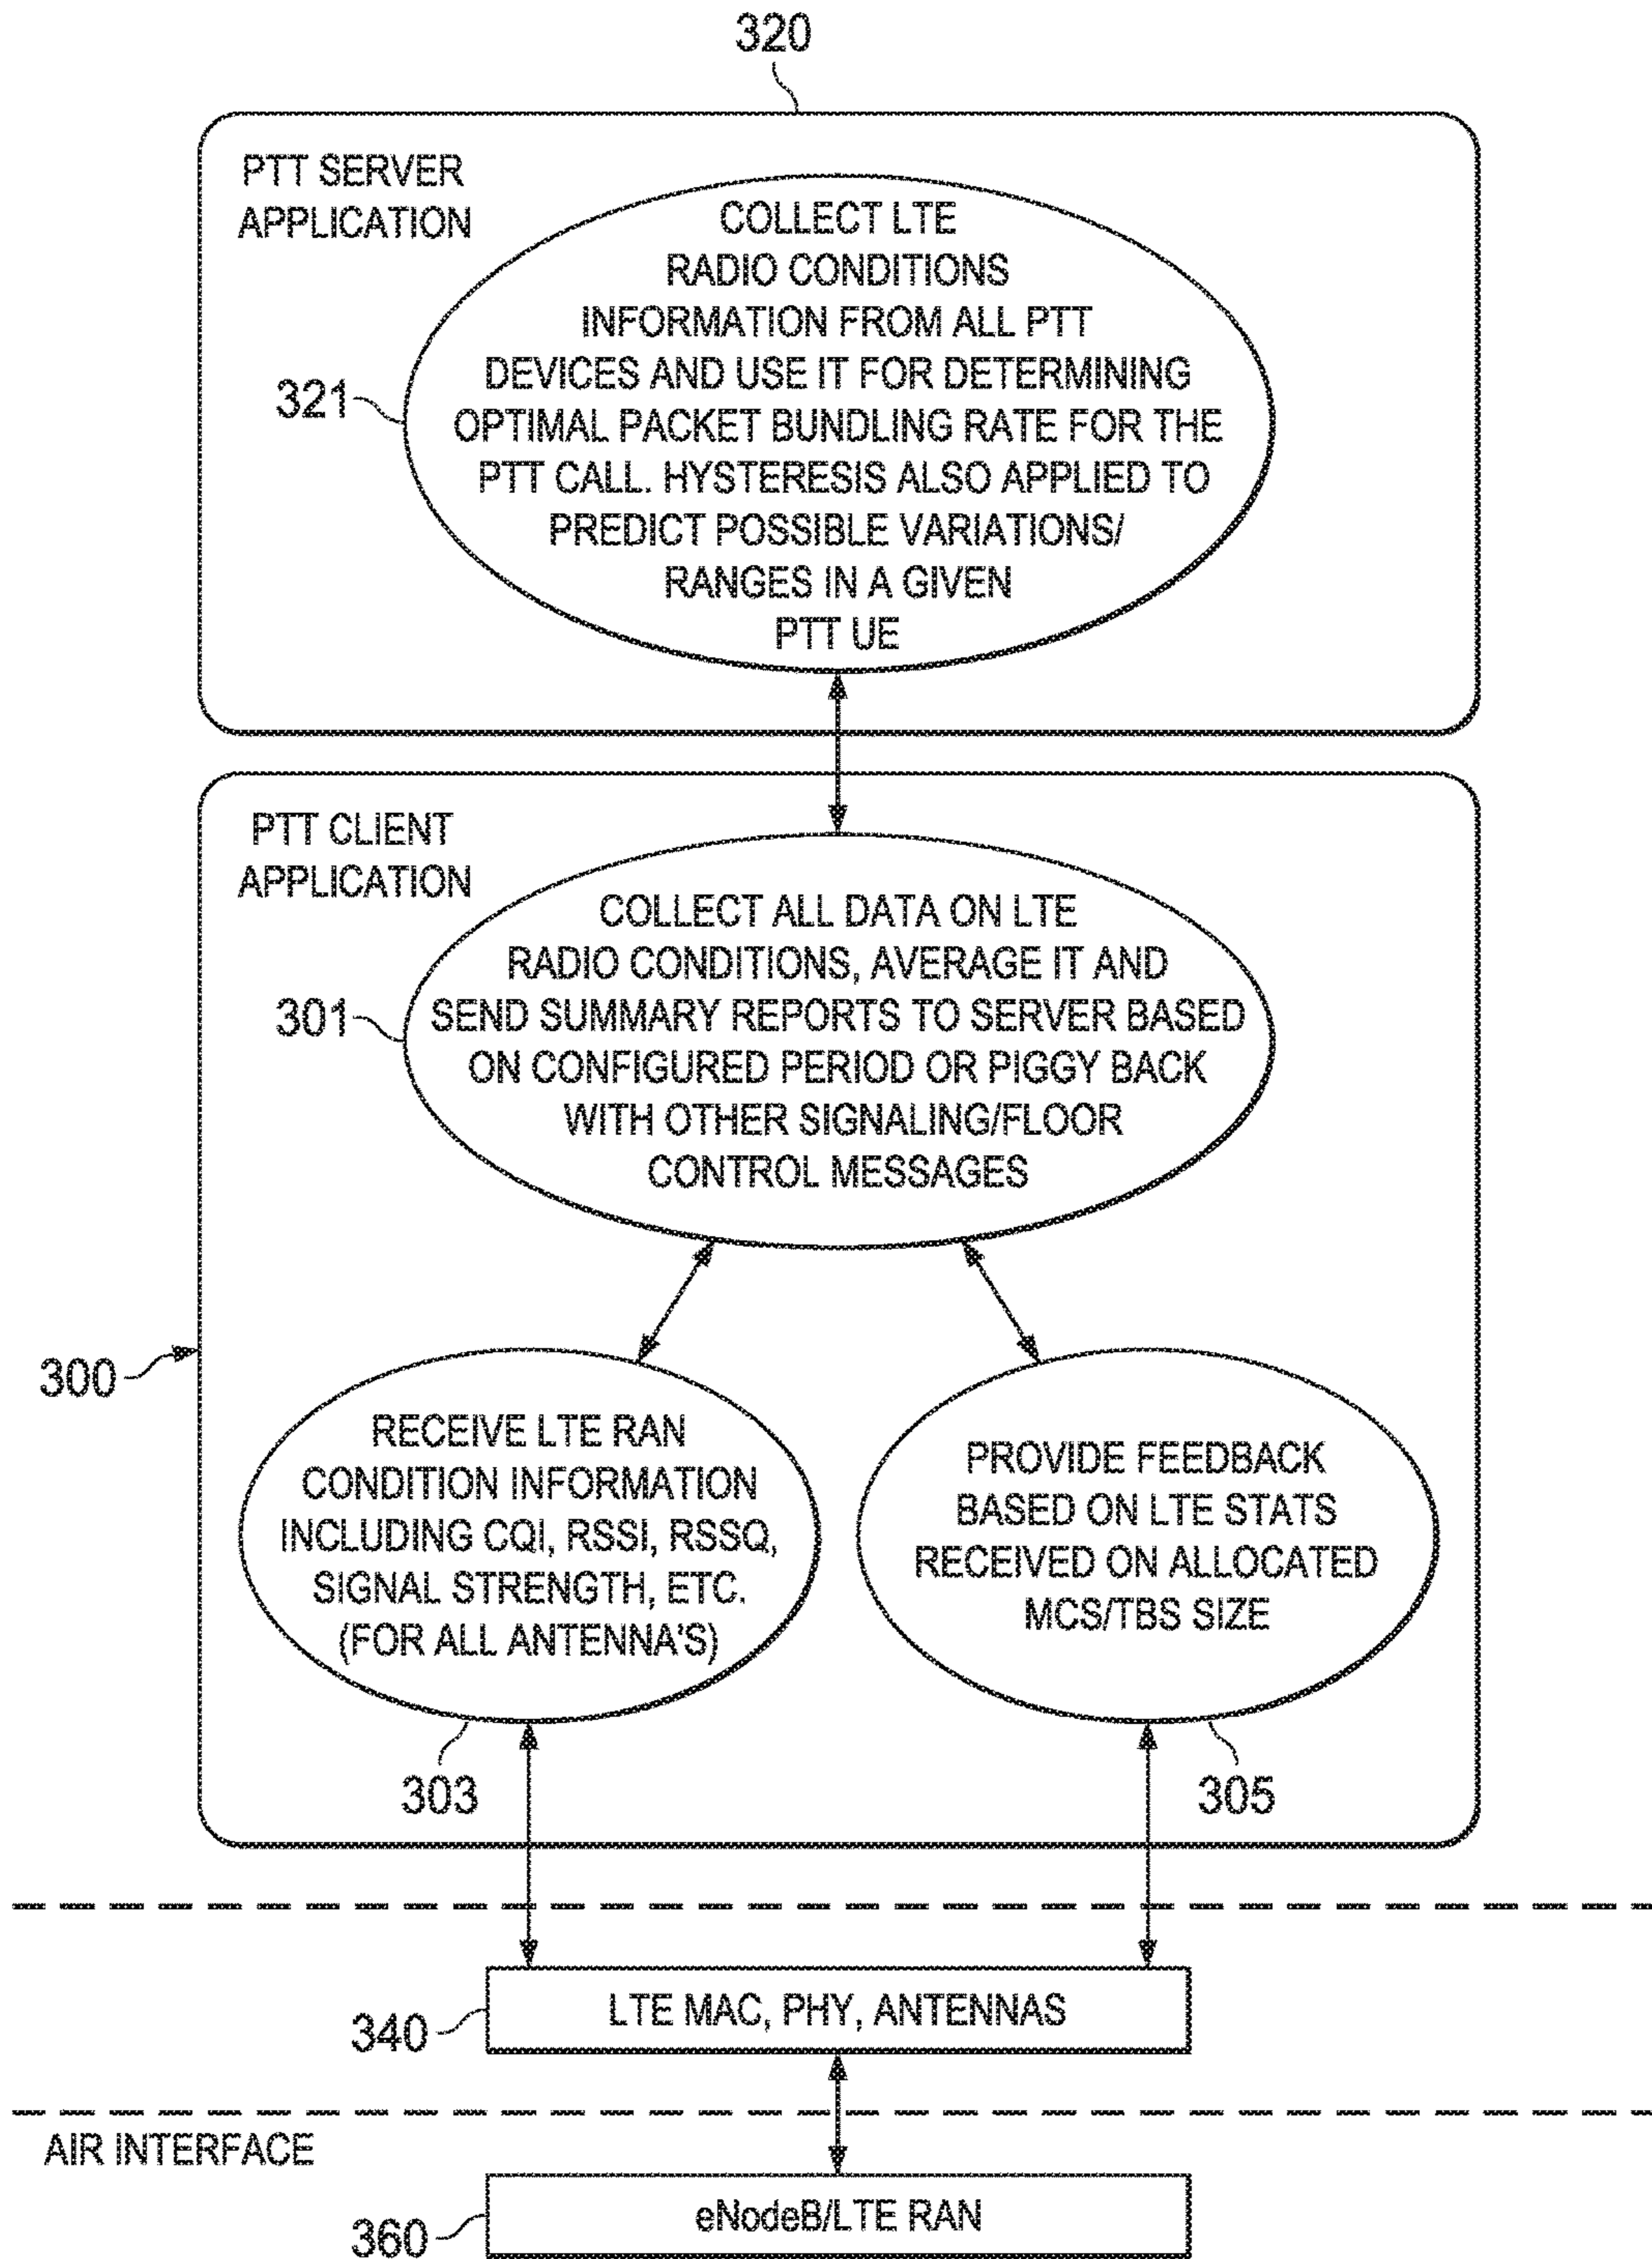 320
PTT SERVER
APPLICATION
COLLECT LTE
RADIO CONDITIONS
INFORMATION FROM ALL PTT
DEVICES AND USE IT FOR DETERMINING
OPTIMAL PACKET BUNDLING RATE FOR THE
PTT CALL. HYSTERESIS ALSO APPLIED TO
PREDICT POSSIBLE VARIATIONS/
RANGES IN A GIVEN
PTT UE
321
PTT CLIENT
APPLICATION
COLLECT ALL DATA ON LTE
RADIO CONDITIONS, AVERAGE IT AND
SEND SUMMARY REPORTS TO SERVER BASED
ON CONFIGURED PERIOD OR PIGGY BACK
WITH OTHER SIGNALING/FLOOR
CONTROL MESSAGES
301
300
RECEIVE LTE RAN
CONDITION INFORMATION
INCLUDING CQI, RSSI, RSSQ,
SIGNAL STRENGTH, ETC.
(FOR ALL ANTENNA'S)
303
PROVIDE FEEDBACK
BASED ON LTE STATS
RECEIVED ON ALLOCATED
MCS/TBS SIZE
305
LTE MAC, PHY, ANTENNAS
340
AIR INTERFACE
eNodeB/LTE RAN
360